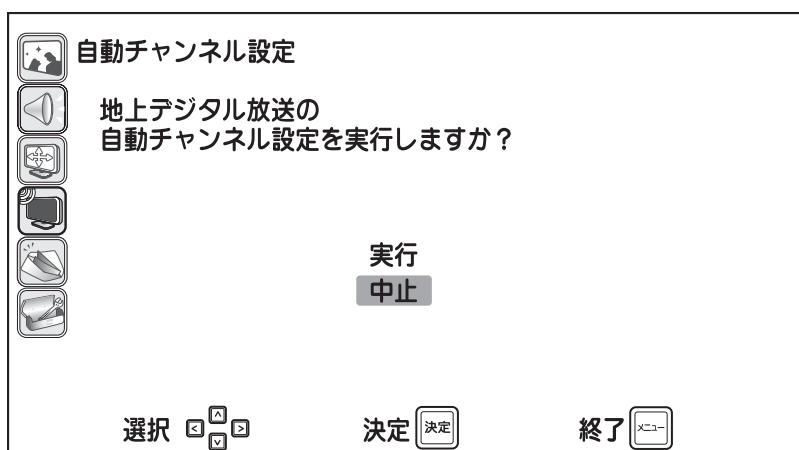 自動チャンネル設定
地上デジタル放送の
自動チャンネル設定を実行しますか？
実行
中止
選択 決定 決定 終了 メニュー